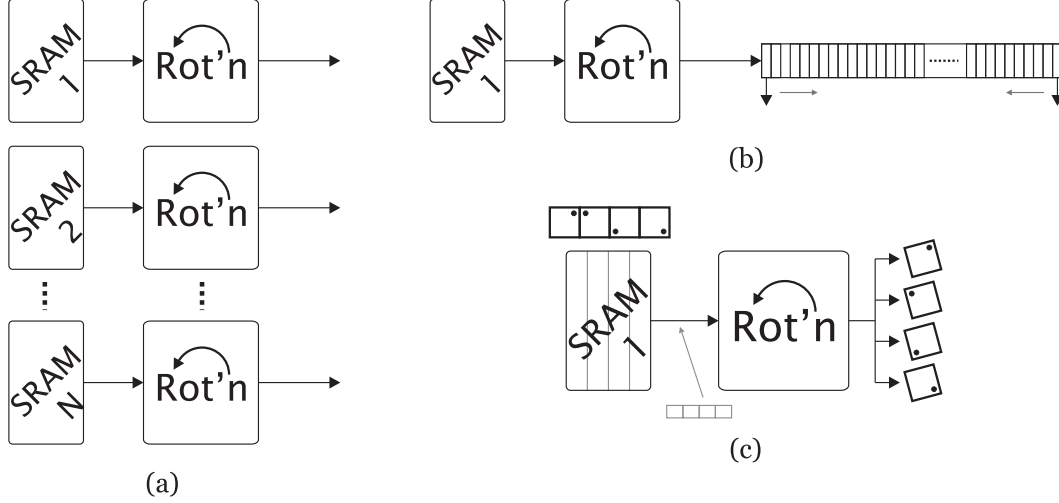 SRAM
1
Rot'n
SRAM
2
Rot'n
SRAM
N
Rot'n
(a)
SRAM
1
Rot'n
(b)
SRAM
1
Rot'n
(c)